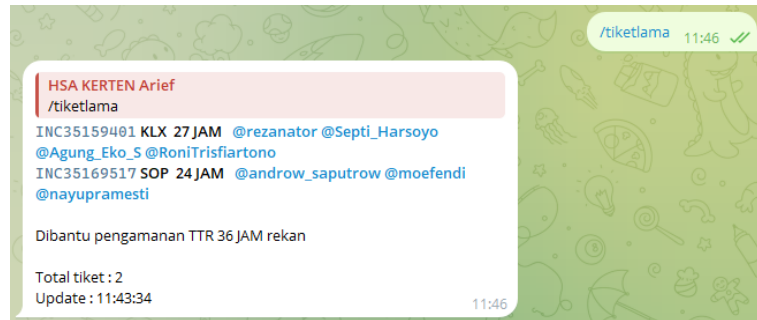 /tiketlama 11:46
HSA KERTEN Arief
/tiketlama
INC35159401 KLX 27 JAM @rezanator @Septi_Harsoyo
@Agung_Eko_S @RoniTrisfiartono
INC35169517 SOP 24 JAM @androw_saputrow @moefendi
@nayupramesti
Dibantu pengamanan TTR 36 JAM rekan
Total tiket : 2
Update : 11:43:34
11:46